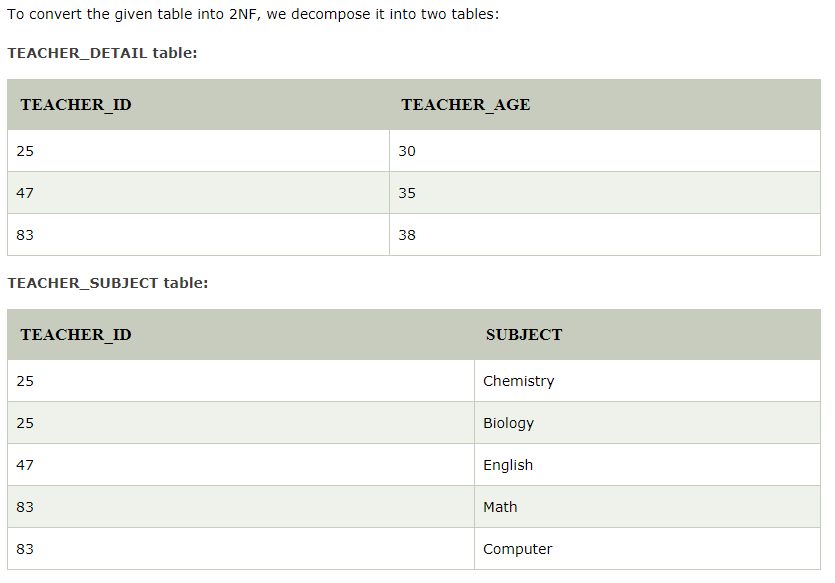 To convert the given table into 2NF, we decompose it into two tables:
TEACHER_DETAIL table:
TEACHER_ID TEACHER_AGE
25 30
47 35
83 38
TEACHER_SUBJECT table:
TEACHER_ID SUBJECT
25 Chemistry
25 Biology
47 English
83 Math
83 Computer